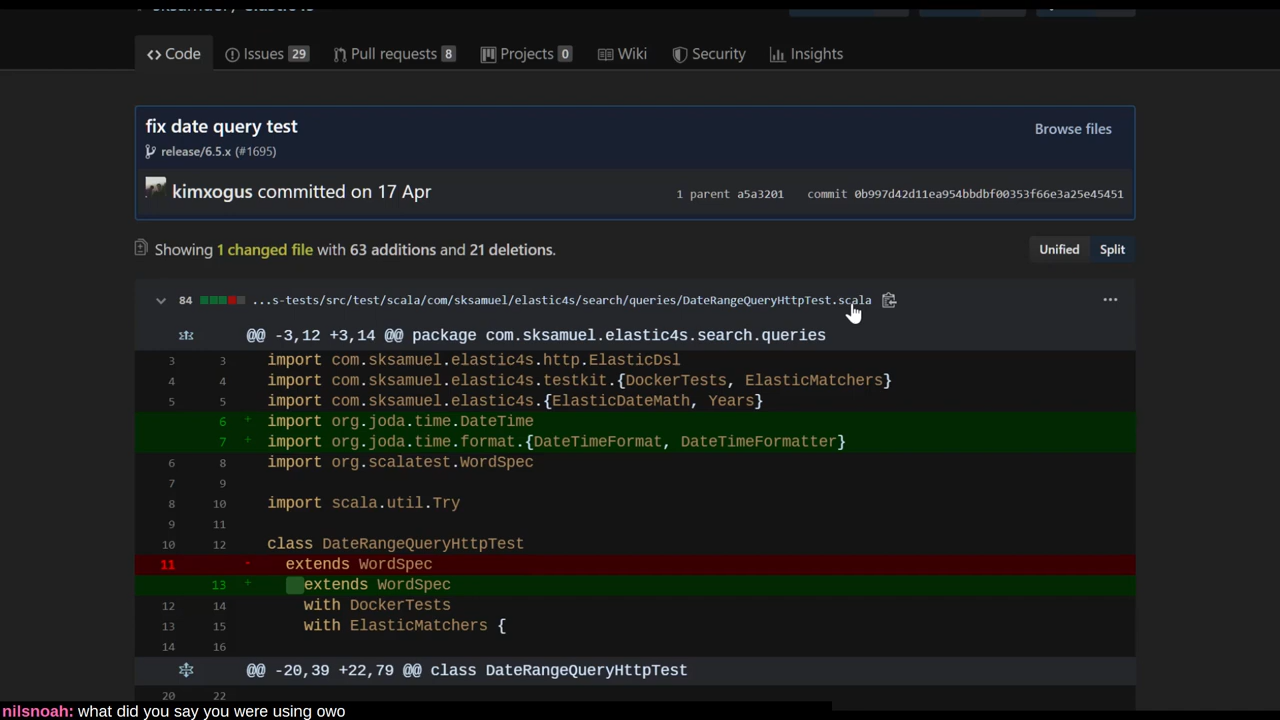 <> Code Issues 29 Pull requests 8 Projects 0 Wiki Security Insights
fix date query test
Browse files
release/6.5.x (#1695)
kimxogus committed on 17 Apr 1 parent a5a3201 commit 0b997d42d11ea954bbdbf00353f66e3a25e45451
Showing 1 changed file with 63 additions and 21 deletions. Unified Split
84 ...s-tests/src/test/scala/com/sksamuel/elastic4s/search/queries/DateRangeQueryHttpTest.scala
@@ -3,12 +3,14 @@ package com.sksamuel.elastic4s.search.queries
3 3 import com.sksamuel.elastic4s.http.ElasticDsl
4 4 import com.sksamuel.elastic4s.testkit.{DockerTests, ElasticMatchers}
5 5 import com.sksamuel.elastic4s.{ElasticDateMath, Years}
6 + import org.joda.time.DateTime
7 + import org.joda.time.format.{DateTimeFormat, DateTimeFormatter}
6 8 import org.scalatest.WordSpec
7 9
8 10 import scala.util.Try
9 11
10 12 class DateRangeQueryHttpTest
11 - extends WordSpec
13 + extends WordSpec
12 14 with DockerTests
13 15 with ElasticMatchers {
14 16
@@ -20,39 +22,79 @@ class DateRangeQueryHttpTest
20 22
nilsnoah: what did you say you were using owo